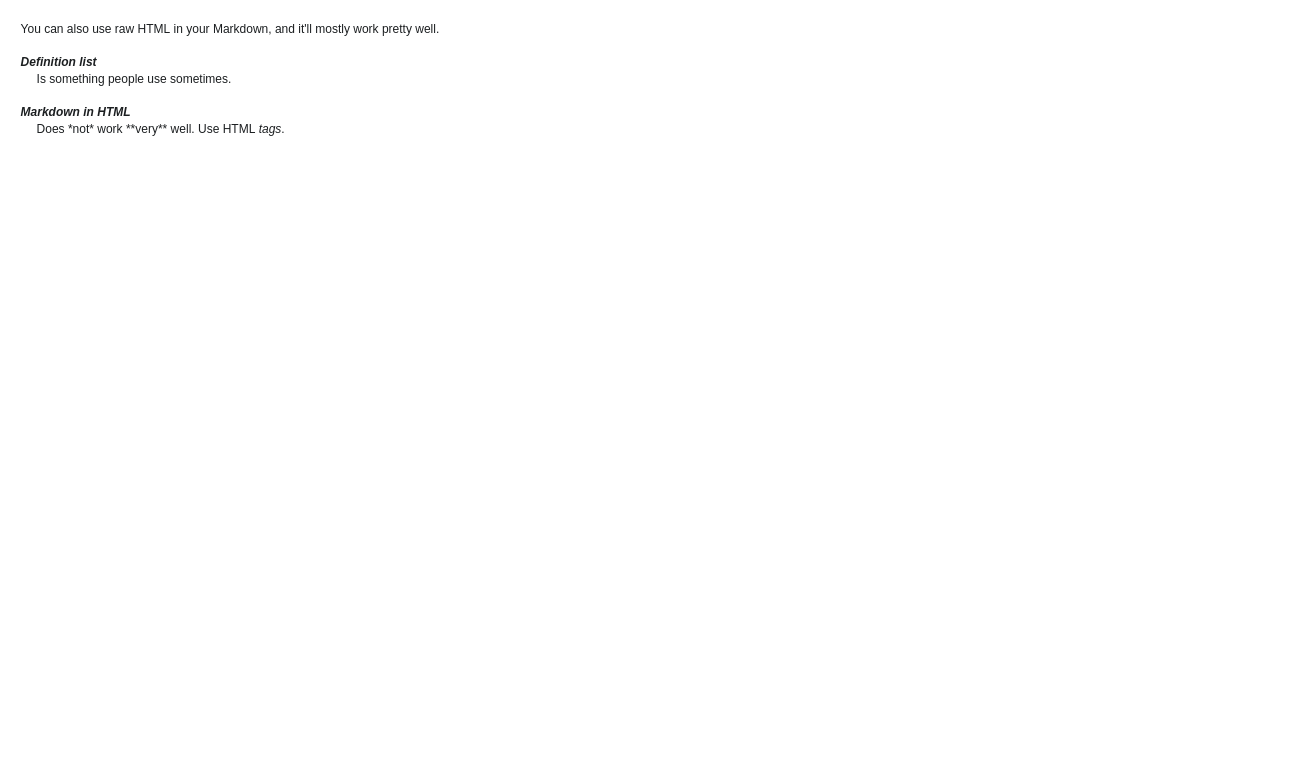 You can also use raw HTML in your Markdown, and it'll mostly work pretty well.
Definition list
Is something people use sometimes.
Markdown in HTML
Does *not* work **very** well. Use HTML tags.